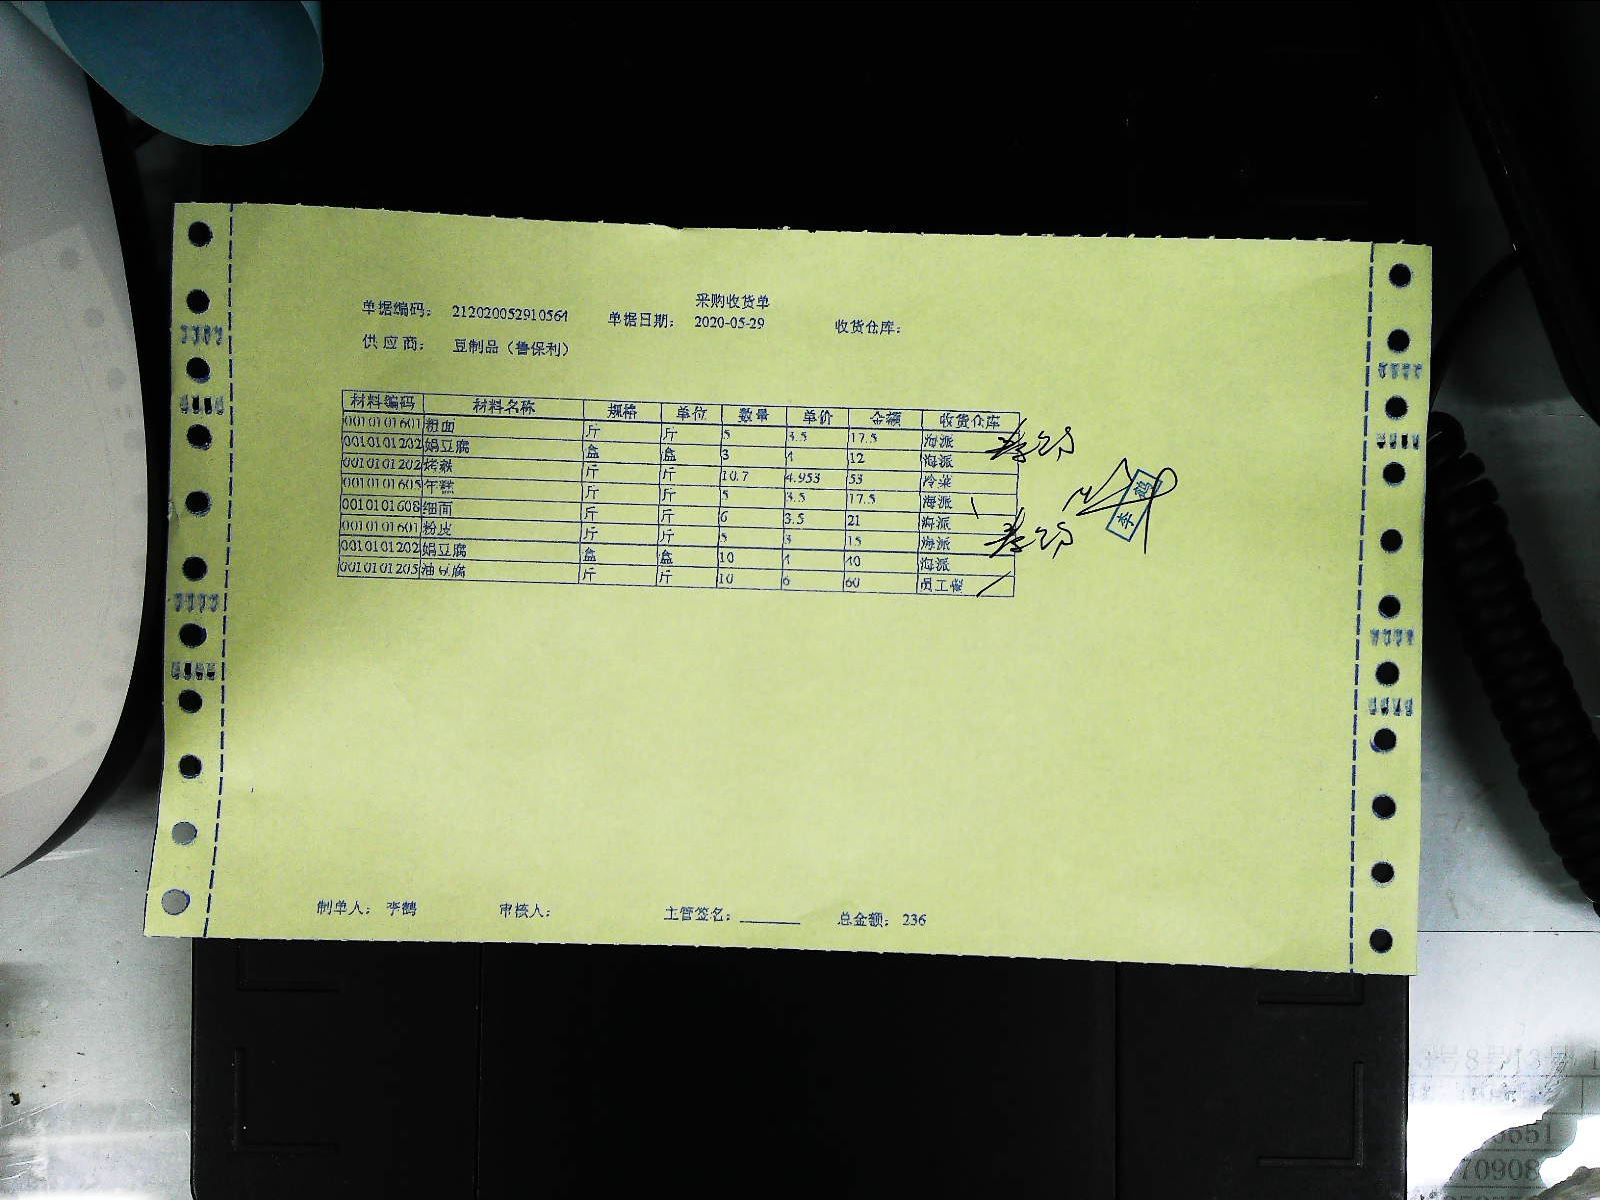 采购收货单
单据编码： 212020052910564 单据日期： 2020-05-29 收货仓库：
供 应 商： 豆制品（鲁保利）
材料编码 材料名称 规格 单位 数量 单价 金额 收货仓库
0010101601 粗面 斤 斤 5 3.5 17.5 海派
0010101202 娟豆腐 盒 盒 3 4 12 海派
0010101202 烤麸 斤 斤 10.7 4.953 53 冷菜
0010101605 年糕 斤 斤 5 3.5 17.5 海派
0010101608 细面 斤 斤 6 3.5 21 海派
0010101601 粉皮 斤 斤 5 3 15 海派
0010101202 娟豆腐 盒 盒 10 4 40 海派
0010101205 油豆腐 斤 斤 10 6 60 员工餐
李鹤
制单人： 李鹤 审核人： 主管签名： 总金额： 236
70908